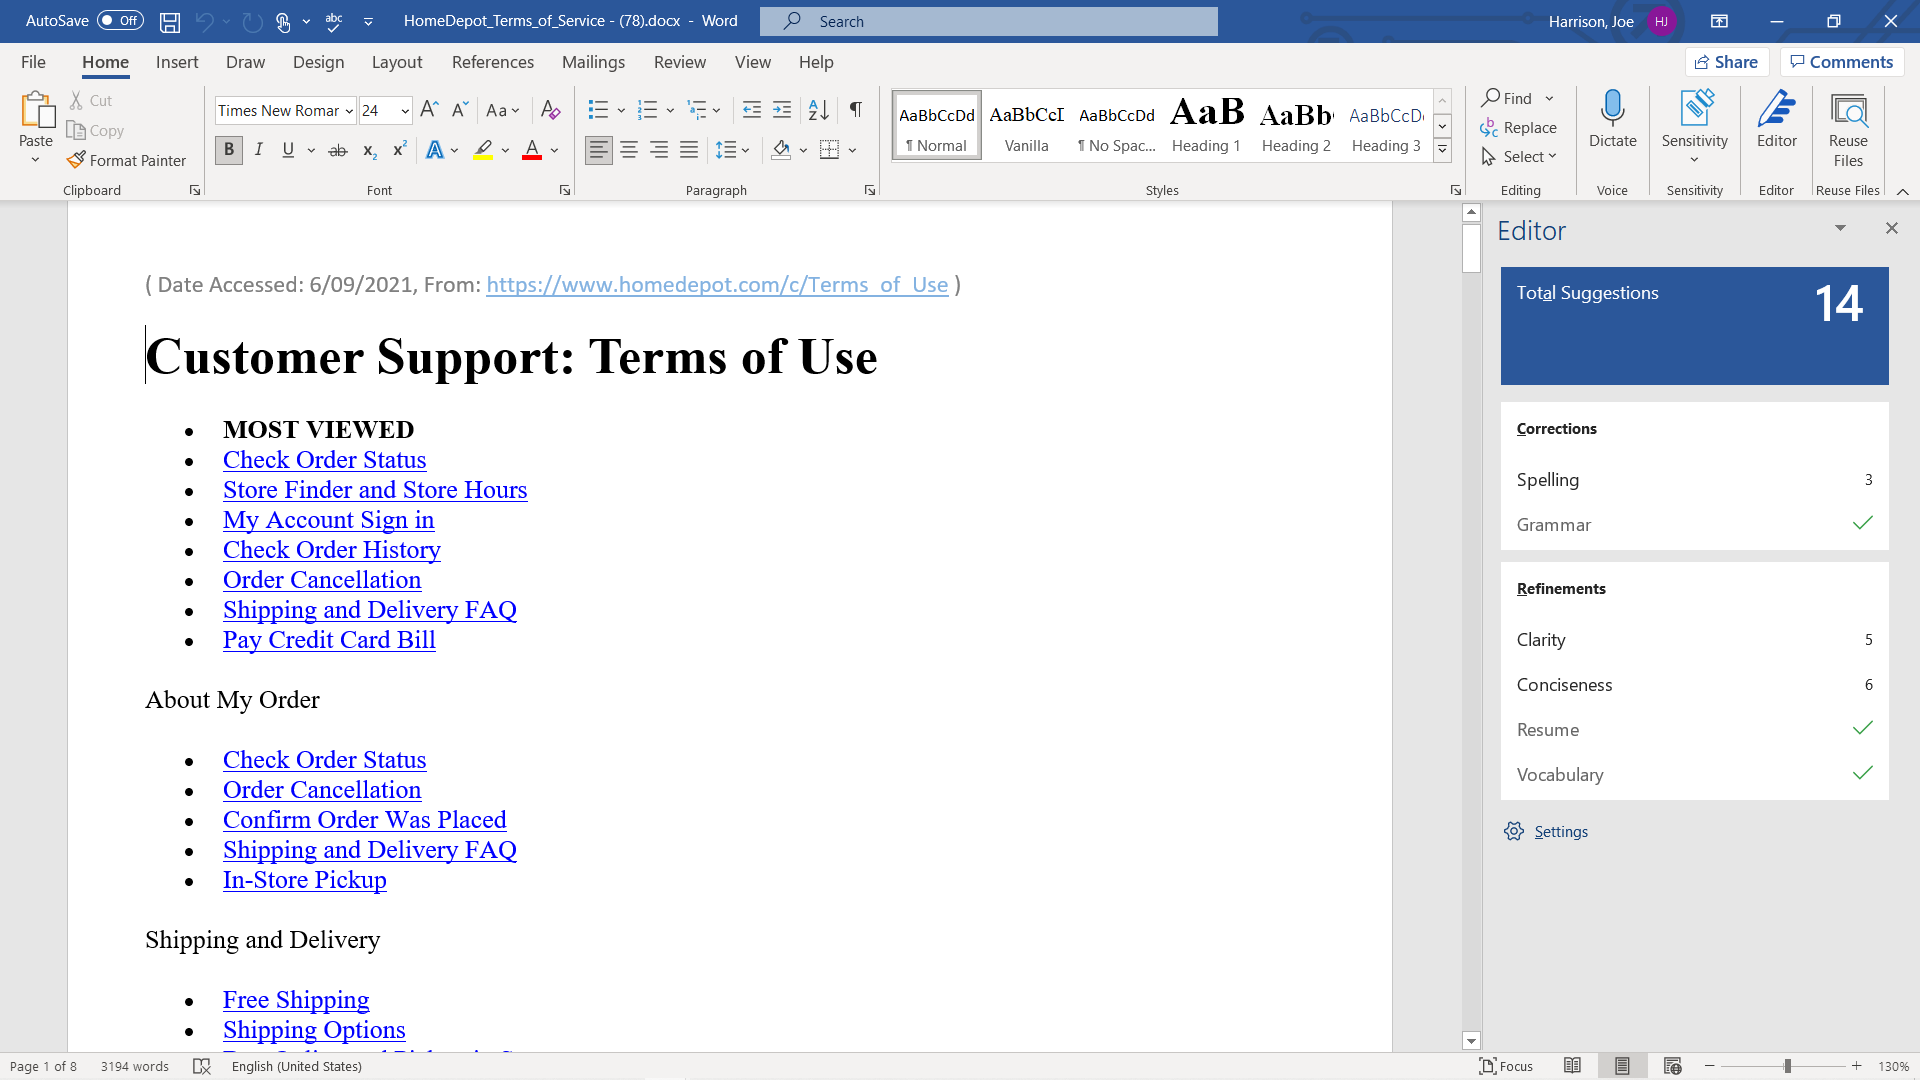 AutoSave Off HomeDepot_Terms_of_Service - (78).docx - Word Search Harrison, Joe HJ
File Home Insert Draw Design Layout References Mailings Review View Help Share Comments
Paste
Cut
Copy
Format Painter
Clipboard
Times New Romar 24
Font
Paragraph
AaBbCcDd AaBbCcI AaBbCcDd AaB AaBb AaBbCcD
¶ Normal Vanilla ¶ No Spac... Heading 1 Heading 2 Heading 3
Styles
Find
Replace
Select
Editing
Dictate
Voice
Sensitivity
Sensitivity
Editor
Editor
Reuse
Files
Reuse Files
( Date Accessed: 6/09/2021, From: https://www.homedepot.com/c/Terms_of_Use )
Customer Support: Terms of Use
• MOST VIEWED
• Check Order Status
• Store Finder and Store Hours
• My Account Sign in
• Check Order History
• Order Cancellation
• Shipping and Delivery FAQ
• Pay Credit Card Bill
About My Order
• Check Order Status
• Order Cancellation
• Confirm Order Was Placed
• Shipping and Delivery FAQ
• In-Store Pickup
Shipping and Delivery
• Free Shipping
• Shipping Options
Editor
Total Suggestions 14
Corrections
Spelling 3
Grammar
Refinements
Clarity 5
Conciseness 6
Resume
Vocabulary
Settings
Page 1 of 8 3194 words English (United States) Focus 130%